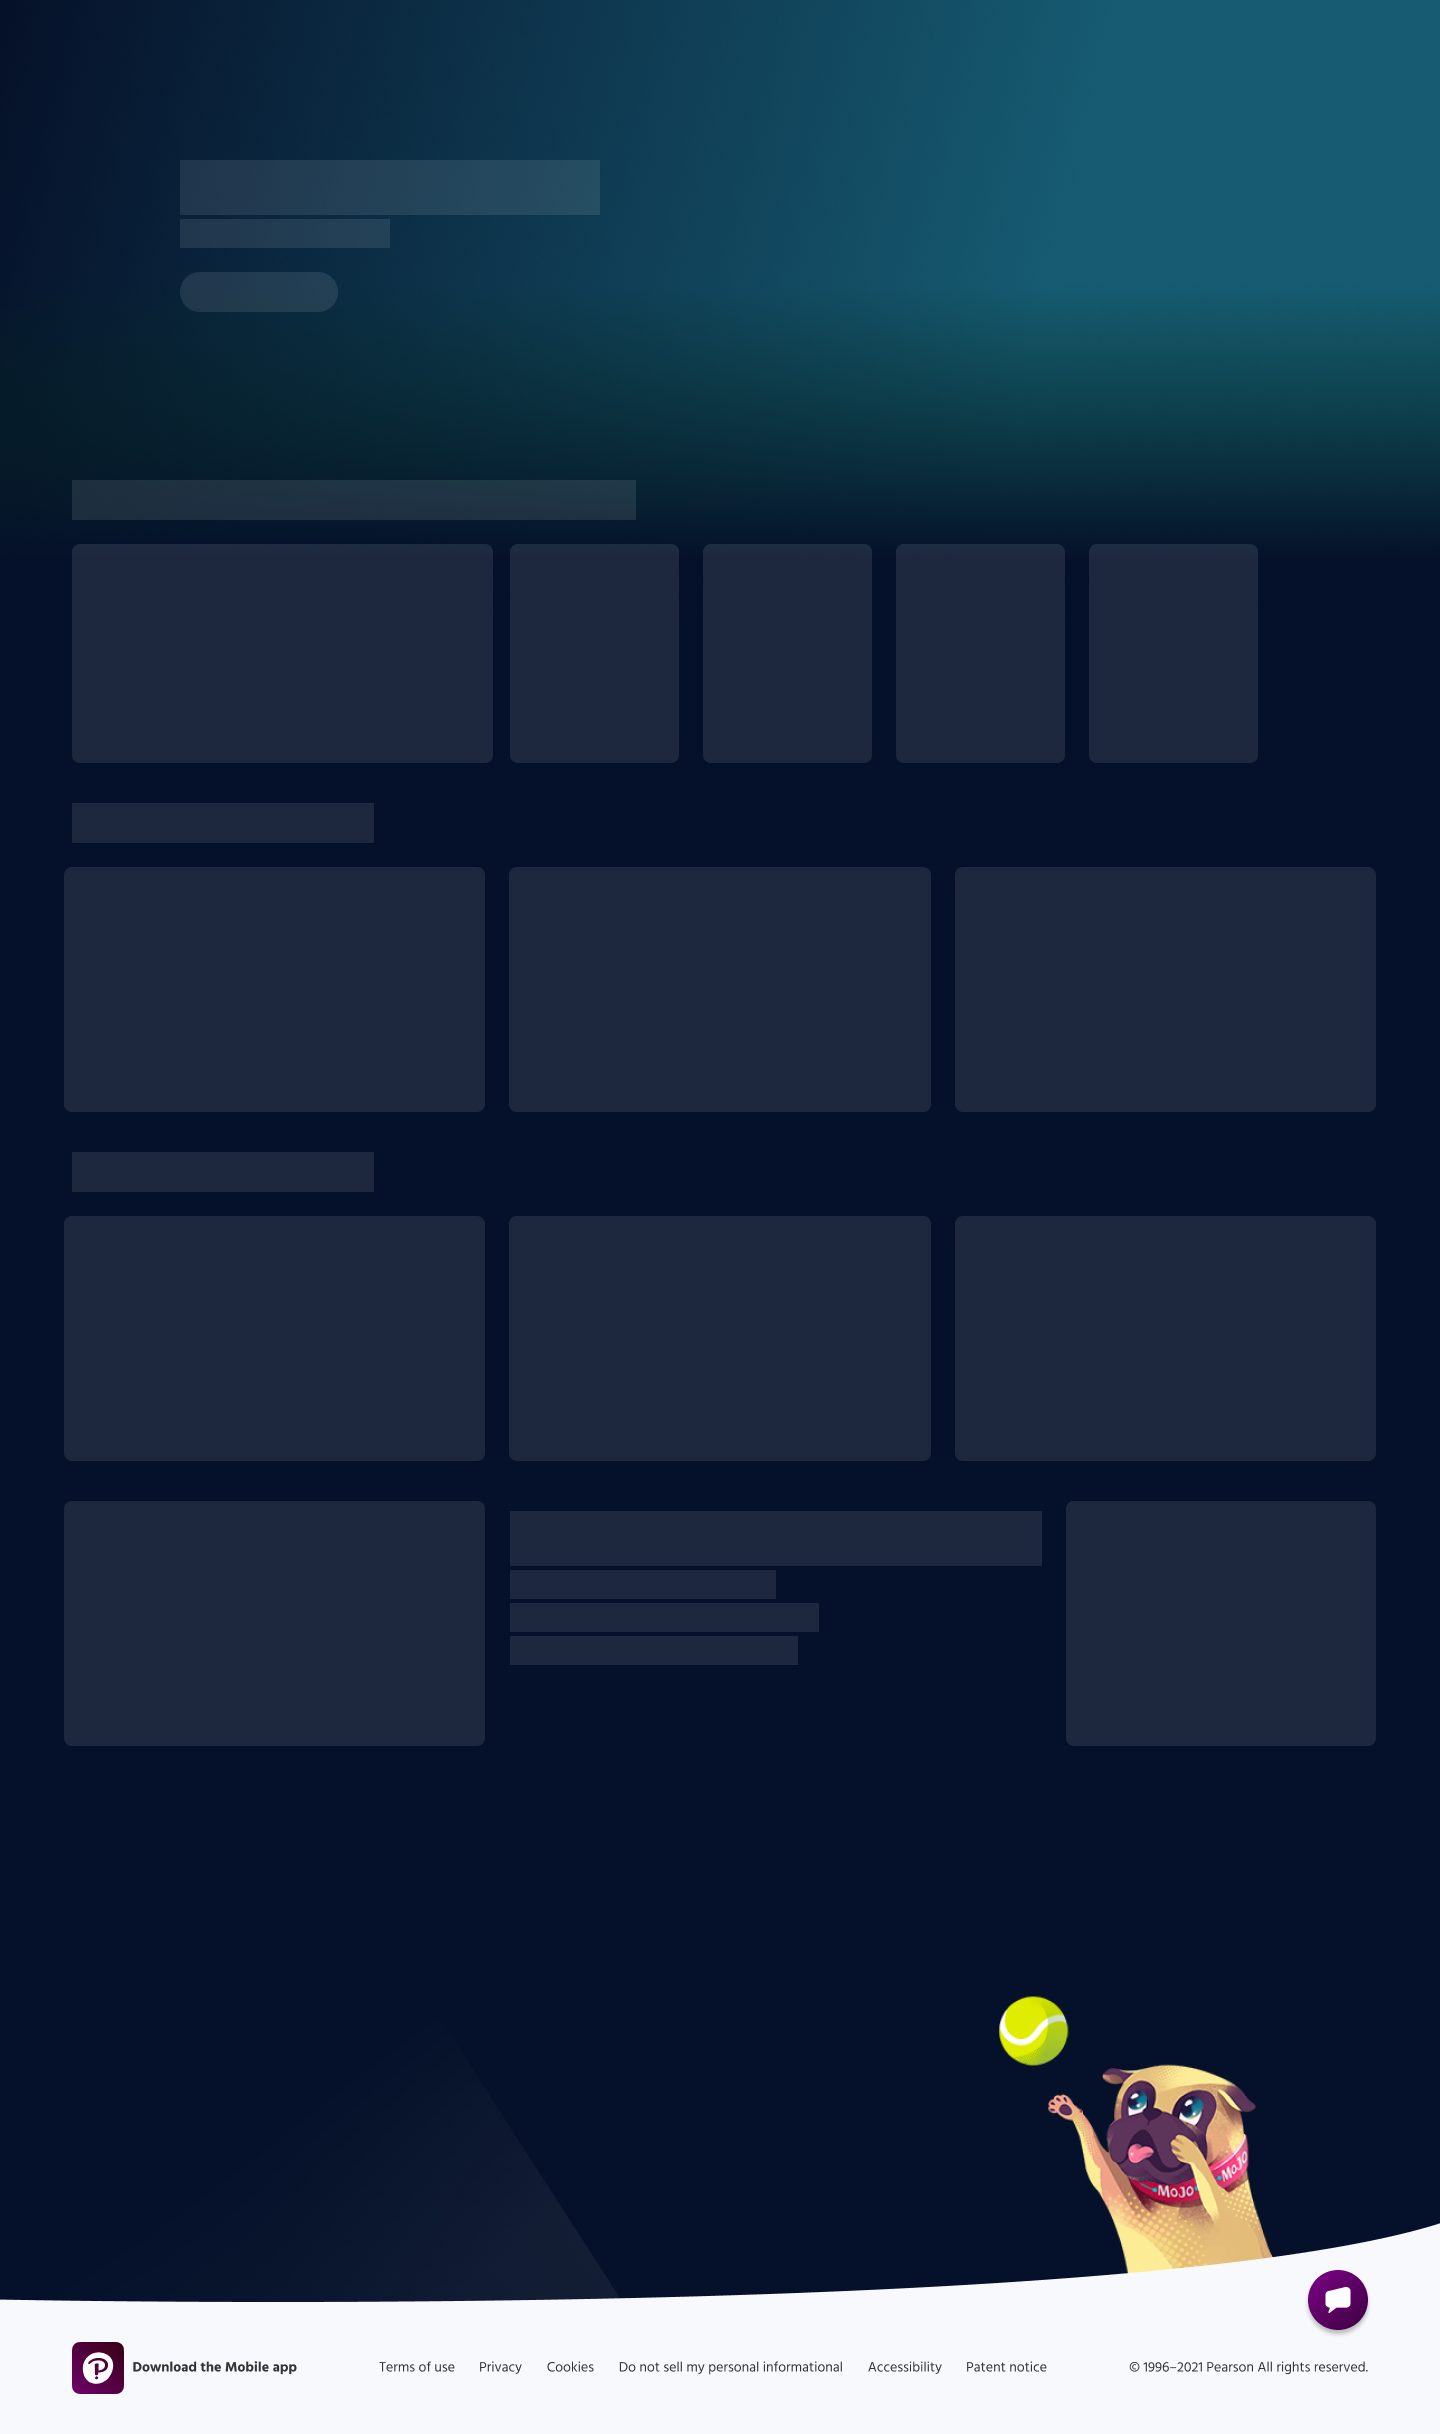 MoJo
MoJo
Download the Mobile app
Terms of use
Privacy
Cookies
Do not sell my personal informational
Accessibility
Patent notice
© 1996–2021 Pearson All rights reserved.